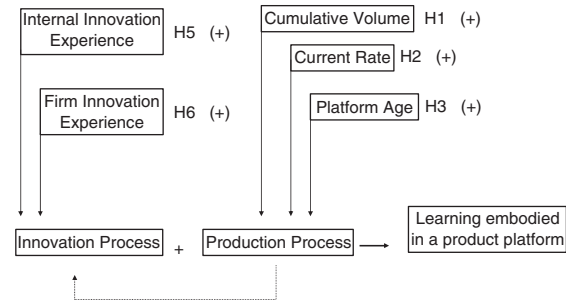 Internal Innovation
Experience
H5 (+)
Firm Innovation
Experience
H6 (+)
Cumulative Volume
H1 (+)
Current Rate
H2 (+)
Platform Age
H3 (+)
Innovation Process
+
Production Process
Learning embodied
in a product platform